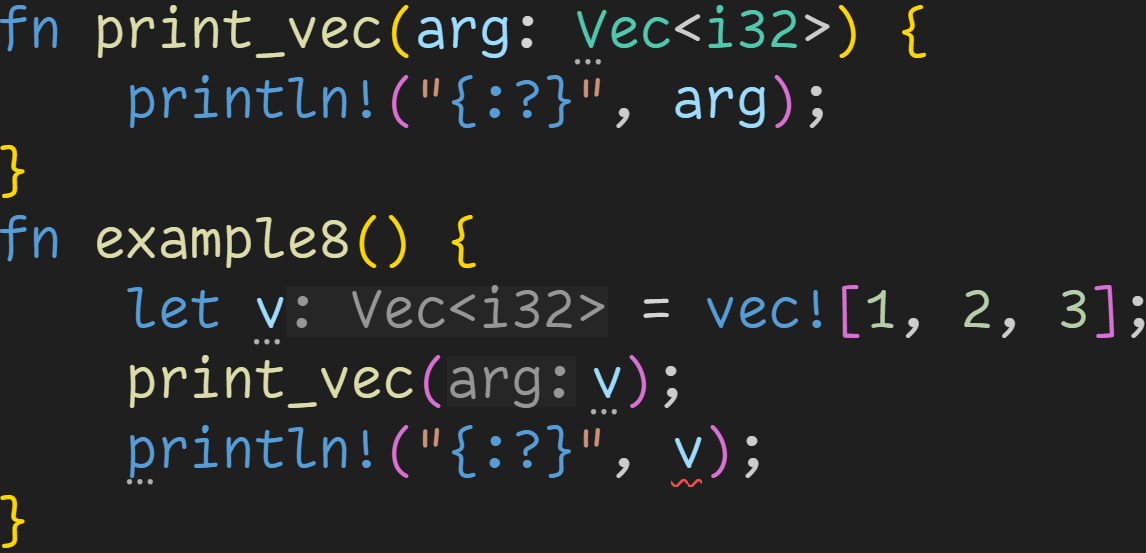 fn print_vec(arg: Vec<i32>) {
    println!("{:?}", arg);
}
fn example8() {
    let v: Vec<i32> = vec![1, 2, 3];
    print_vec(arg: v);
    println!("{:?}", v);
}